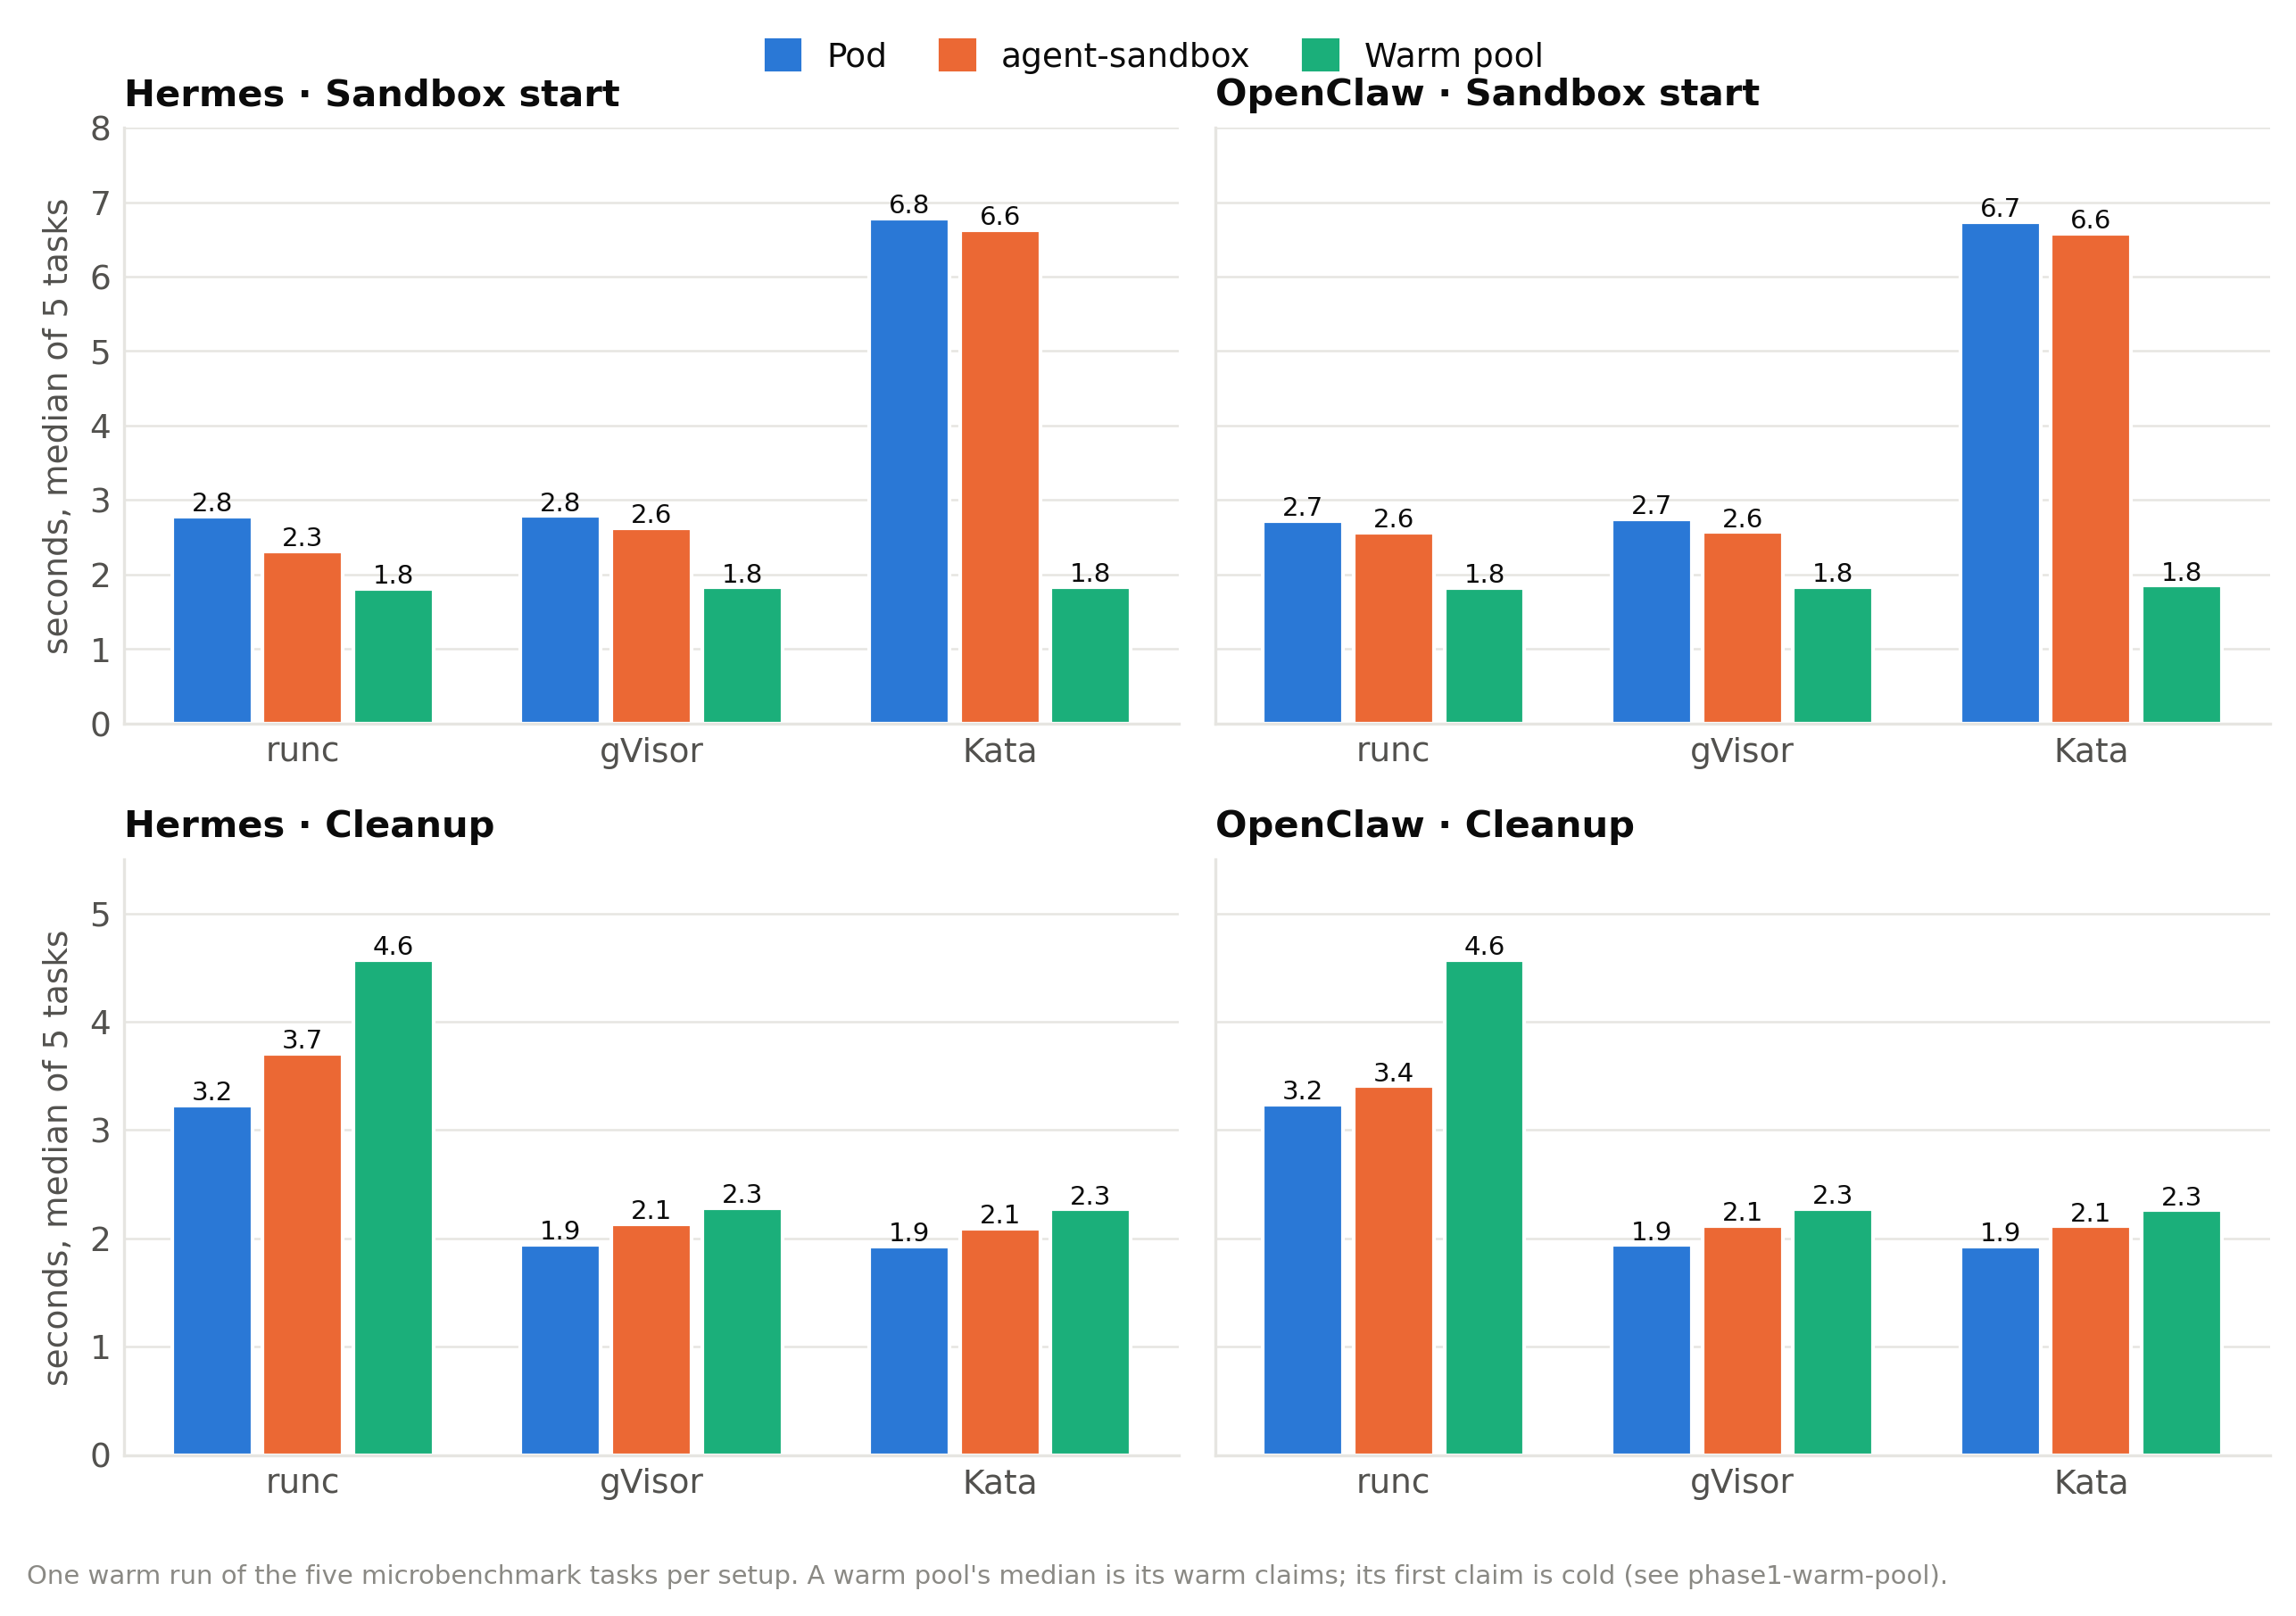 Pod agent-sandbox Warm pool
Hermes · Sandbox start
OpenClaw · Sandbox start
seconds, median of 5 tasks
8
7
6
5
4
3
2
1
0
2.8 2.3 1.8 2.8 2.6 1.8 6.8 6.6 1.8
runc gVisor Kata
2.7 2.6 1.8 2.7 2.6 1.8 6.7 6.6 1.8
runc gVisor Kata
Hermes · Cleanup
OpenClaw · Cleanup
seconds, median of 5 tasks
5
4
3
2
1
0
3.2 3.7 4.6 1.9 2.1 2.3 1.9 2.1 2.3
runc gVisor Kata
3.2 3.4 4.6 1.9 2.1 2.3 1.9 2.1 2.3
runc gVisor Kata
One warm run of the five microbenchmark tasks per setup. A warm pool's median is its warm claims; its first claim is cold (see phase1-warm-pool).